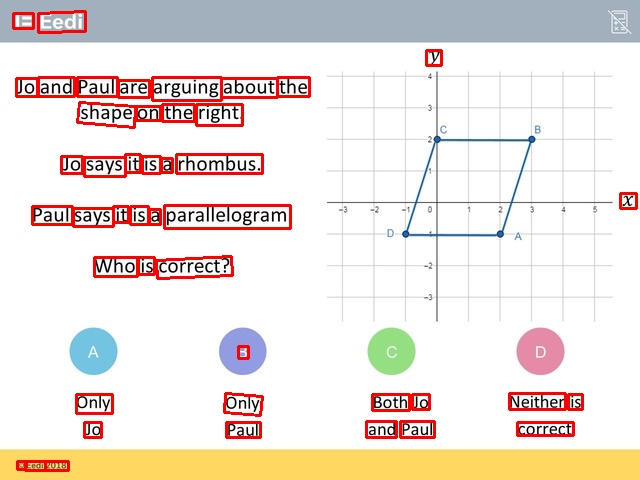 Eedi
Jo and Paul are arguing about the
shape on the right.
Jo says it is a rhombus.
Paul says it is a parallelogram
Who is correct?
y
4
3
2
1
-3 -2 -1 0 1 2 3 4 5
x
-1
-2
-3
C B
D A
A B C D
Only
Jo
Only
Paul
Both Jo
and Paul
Neither is
correct
© Eedi 2018